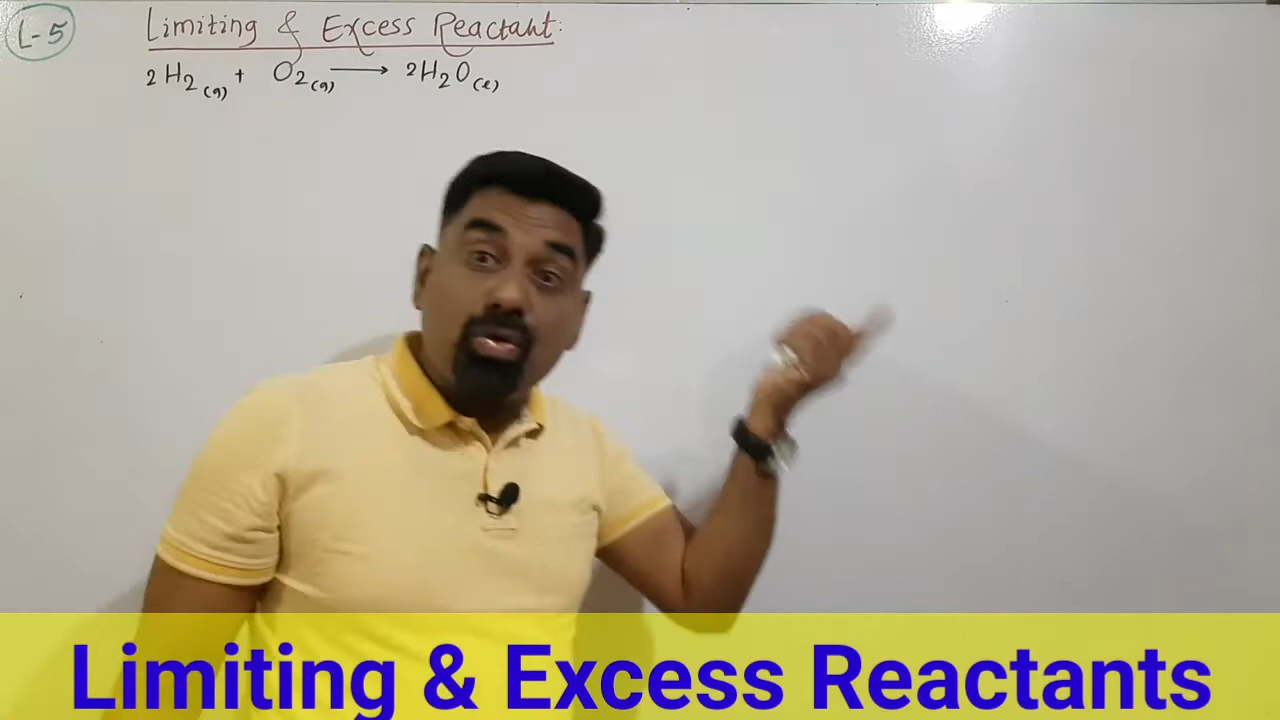 L-5
Limiting & Excess Reactant:
2H2(g) + O2(g) ⟶ 2H2O(l)
Limiting & Excess Reactants